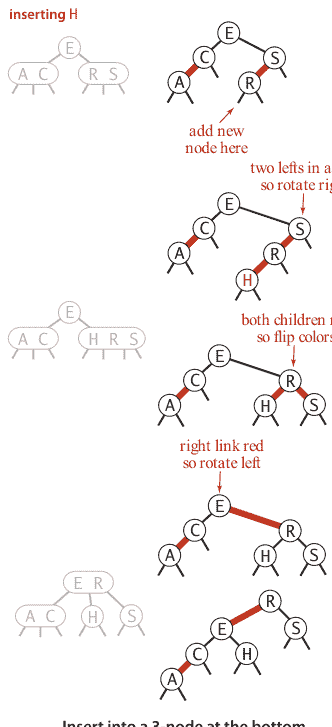 inserting H
E
A C
R S
E
C
S
A
R
add new
node here
two lefts in a
so rotate
E
C
S
A
R
H
E
A C
H R S
both children
so flip colors
E
C
R
A
H
S
right link red
so rotate left
E
C
R
A
H
S
E R
A C
H
S
R
E
S
C
H
A
Insert into a 3-node at the bottom